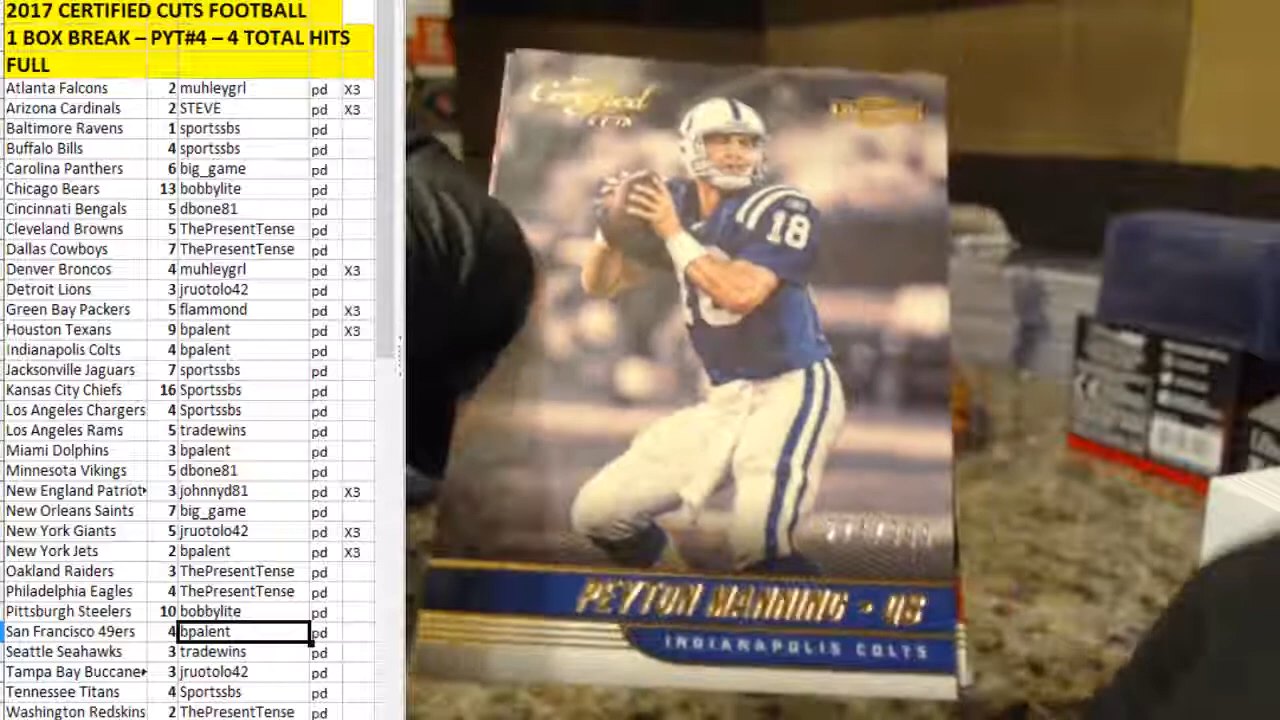 2017 CERTIFIED CUTS FOOTBALL
1 BOX BREAK – PYT#4 – 4 TOTAL HITS
FULL
Atlanta Falcons 2 muhleygrl pd X3
Arizona Cardinals 2 STEVE pd X3
Baltimore Ravens 1 sportssbs pd
Buffalo Bills 4 sportssbs pd
Carolina Panthers 6 big_game pd
Chicago Bears 13 bobbylite pd
Cincinnati Bengals 5 dbone81 pd
Cleveland Browns 5 ThePresentTense pd
Dallas Cowboys 7 ThePresentTense pd
Denver Broncos 4 muhleygrl pd X3
Detroit Lions 3 jruotolo42 pd
Green Bay Packers 5 flammond pd X3
Houston Texans 9 bpalent pd X3
Indianapolis Colts 4 bpalent pd
Jacksonville Jaguars 7 sportssbs pd
Kansas City Chiefs 16 Sportssbs pd
Los Angeles Chargers 4 Sportssbs pd
Los Angeles Rams 5 tradewins pd
Miami Dolphins 3 bpalent pd
Minnesota Vikings 5 dbone81 pd
New England Patriot 3 johnnyd81 pd X3
New Orleans Saints 7 big_game pd
New York Giants 5 jruotolo42 pd X3
New York Jets 2 bpalent pd X3
Oakland Raiders 3 ThePresentTense pd
Philadelphia Eagles 4 ThePresentTense pd
Pittsburgh Steelers 10 bobbylite pd
San Francisco 49ers 4 bpalent pd
Seattle Seahawks 3 tradewins pd
Tampa Bay Buccane 3 jruotolo42 pd
Tennessee Titans 4 Sportssbs pd
Washington Redskins 2 ThePresentTense pd
Certified
CUTS
18
PEYTON MANNING - QB
INDIANAPOLIS COLTS